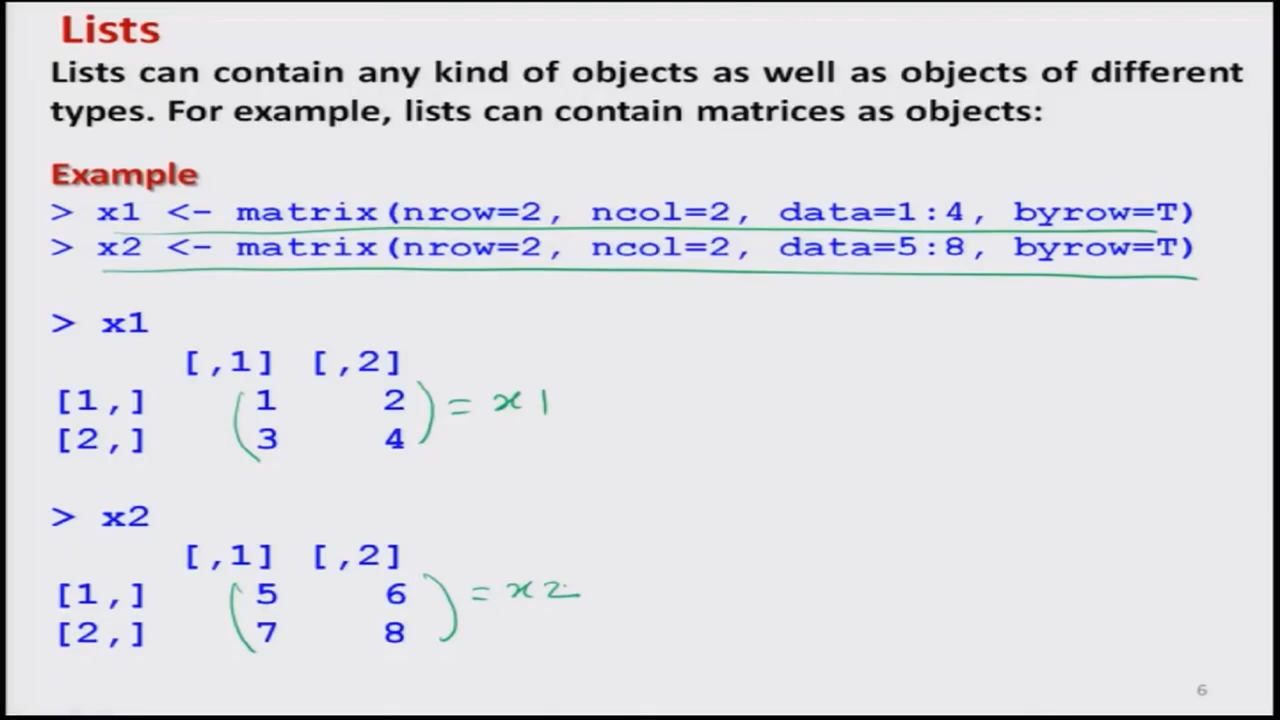 Lists
Lists can contain any kind of objects as well as objects of different
types. For example, lists can contain matrices as objects:
Example
> x1 <- matrix(nrow=2, ncol=2, data=1:4, byrow=T)
> x2 <- matrix(nrow=2, ncol=2, data=5:8, byrow=T)
> x1
[,1] [,2]
[1,] 1 2 = x1
[2,] 3 4
> x2
[,1] [,2]
[1,] 5 6 = x2
[2,] 7 8
6